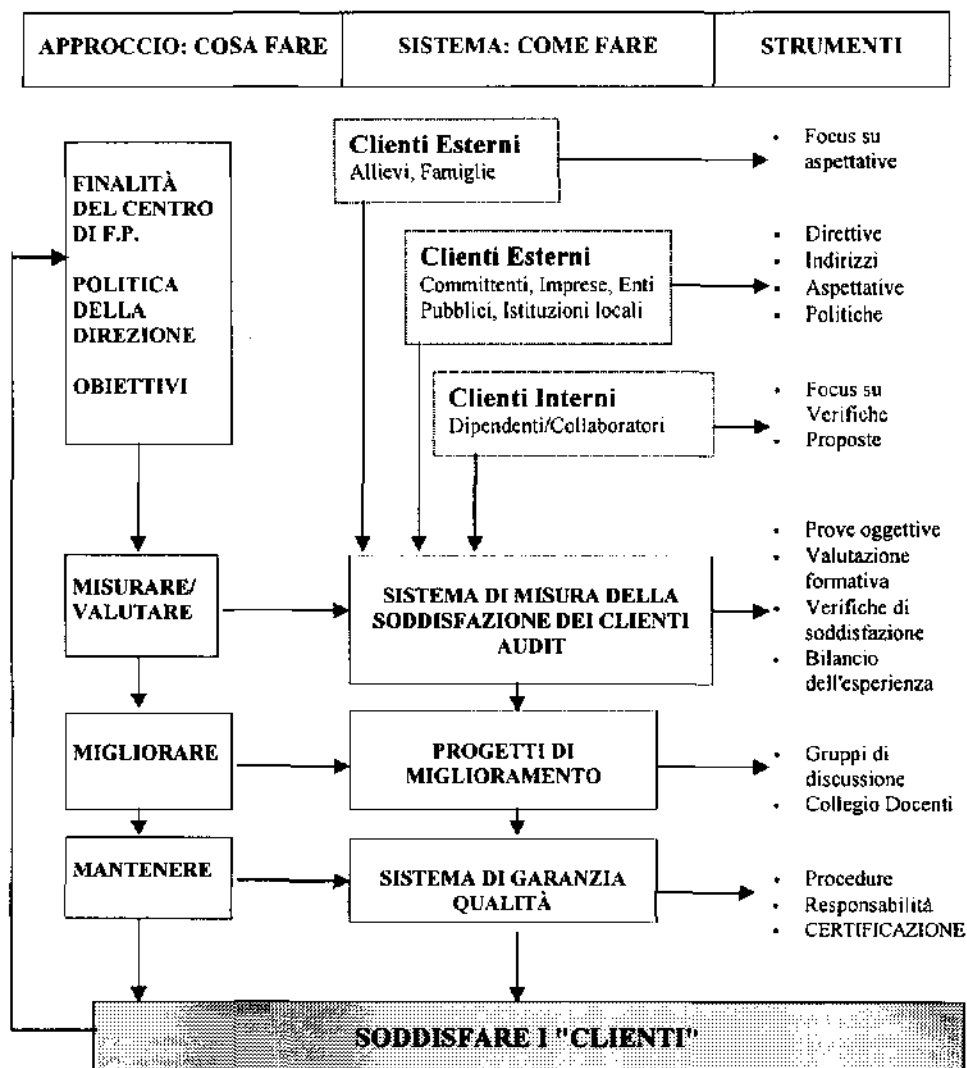 APPROCCIO: COSA FARE
SISTEMA: COME FARE
STRUMENTI
FINALITÀ
DEL CENTRO
DI F.P.
POLITICA
DELLA
DIREZIONE
OBIETTIVI
Clienti Esterni
Allievi, Famiglie
• Focus su
aspettative
Clienti Esterni
Committenti, Imprese, Enti
Pubblici, Istituzioni locali
• Direttive
• Indirizzi
• Aspettative
• Politiche
Clienti Interni
Dipendenti/Collaboratori
• Focus su
Verifiche
• Proposte
MISURARE/
VALUTARE
SISTEMA DI MISURA DELLA
SODDISFAZIONE DEI CLIENTI
AUDIT
• Prove oggettive
• Valutazione
formativa
• Verifiche di
soddisfazione
• Bilancio
dell'esperienza
MIGLIORARE
PROGETTI DI
MIGLIORAMENTO
• Gruppi di
discussione
• Collegio Docenti
MANTENERE
SISTEMA DI GARANZIA
QUALITÀ
• Procedure
• Responsabilità
• CERTIFICAZIONE
SODDISFARE I "CLIENTI"